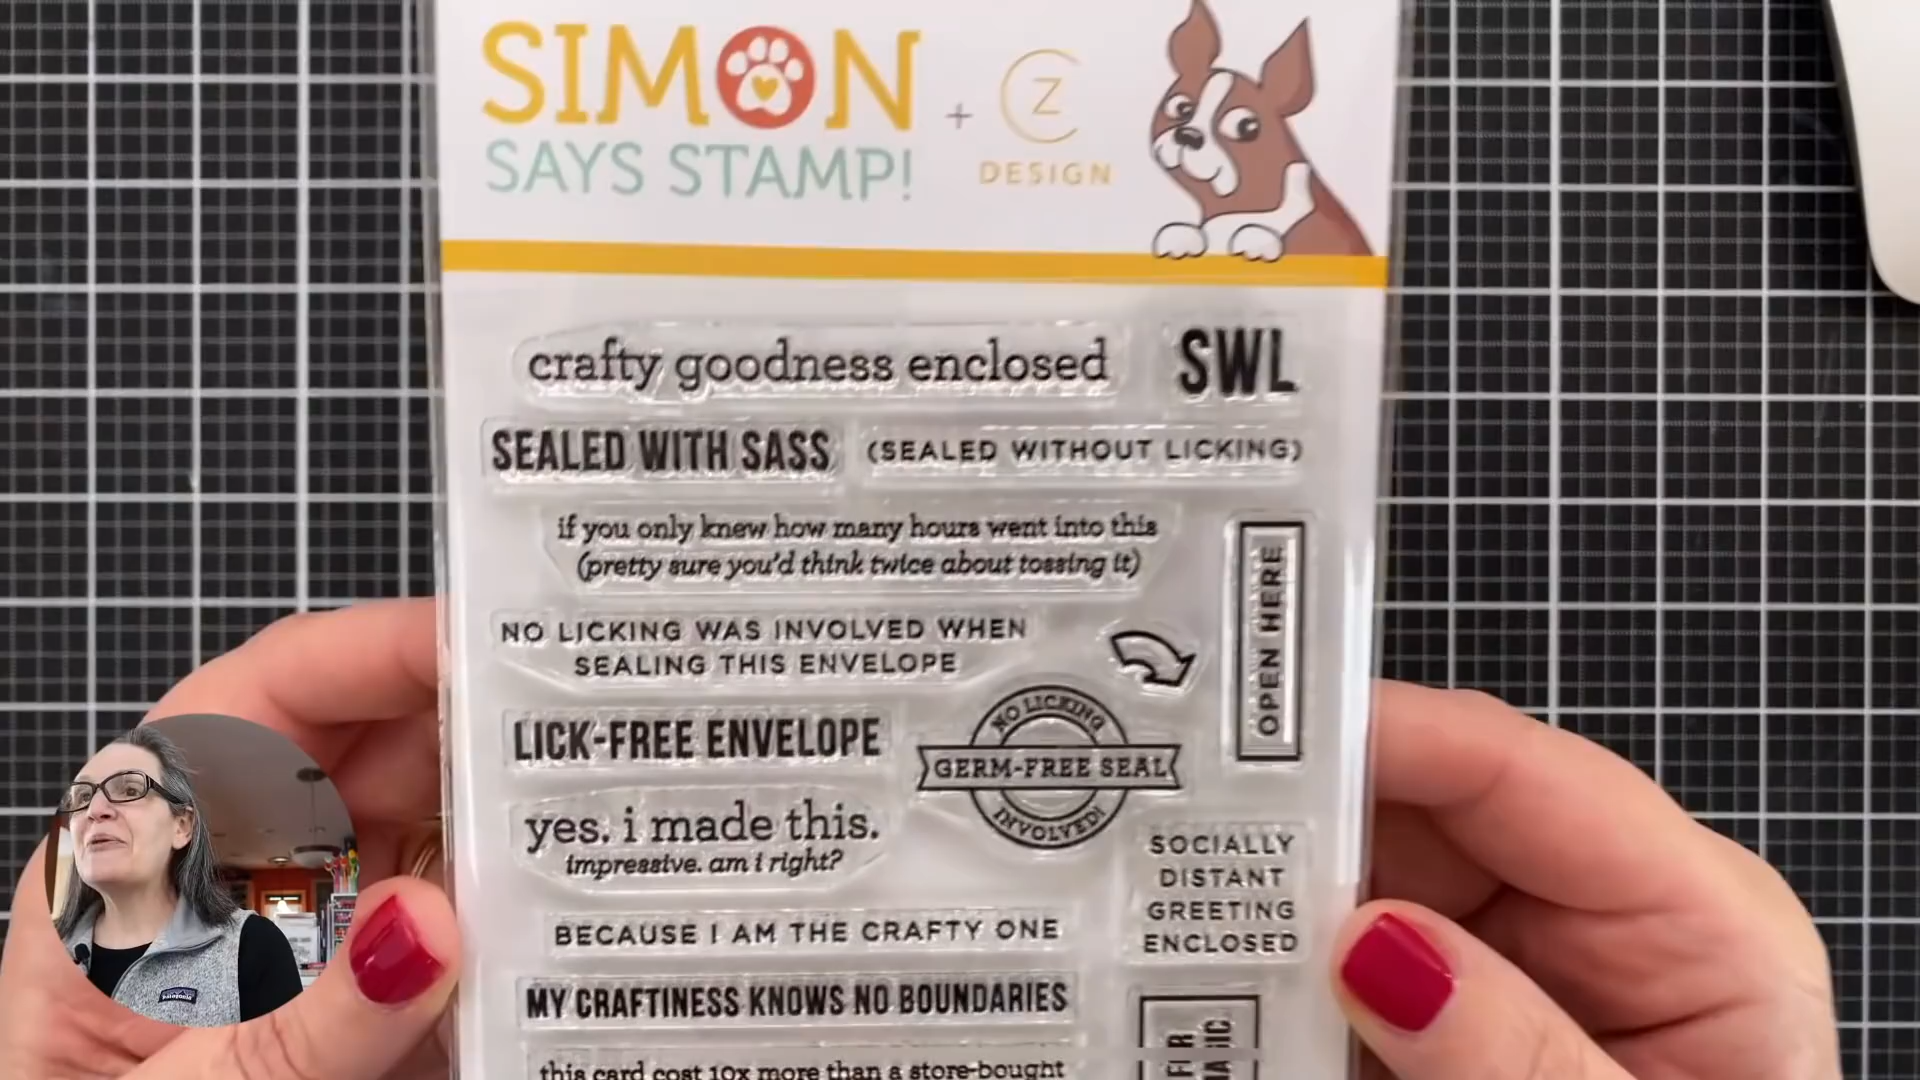 SIMON
SAYS STAMP!
+
CZ
DESIGN
crafty goodness enclosed
SWL
SEALED WITH SASS
(SEALED WITHOUT LICKING)
if you only knew how many hours went into this
(pretty sure you'd think twice about tossing it)
OPEN HERE
NO LICKING WAS INVOLVED WHEN
SEALING THIS ENVELOPE
LICK-FREE ENVELOPE
NO LICKING
GERM-FREE SEAL
INVOLVED!
yes. i made this.
impressive. am i right?
SOCIALLY
DISTANT
GREETING
ENCLOSED
BECAUSE I AM THE CRAFTY ONE
MY CRAFTINESS KNOWS NO BOUNDARIES
this card cost 10x more than a store-bought
patagonia